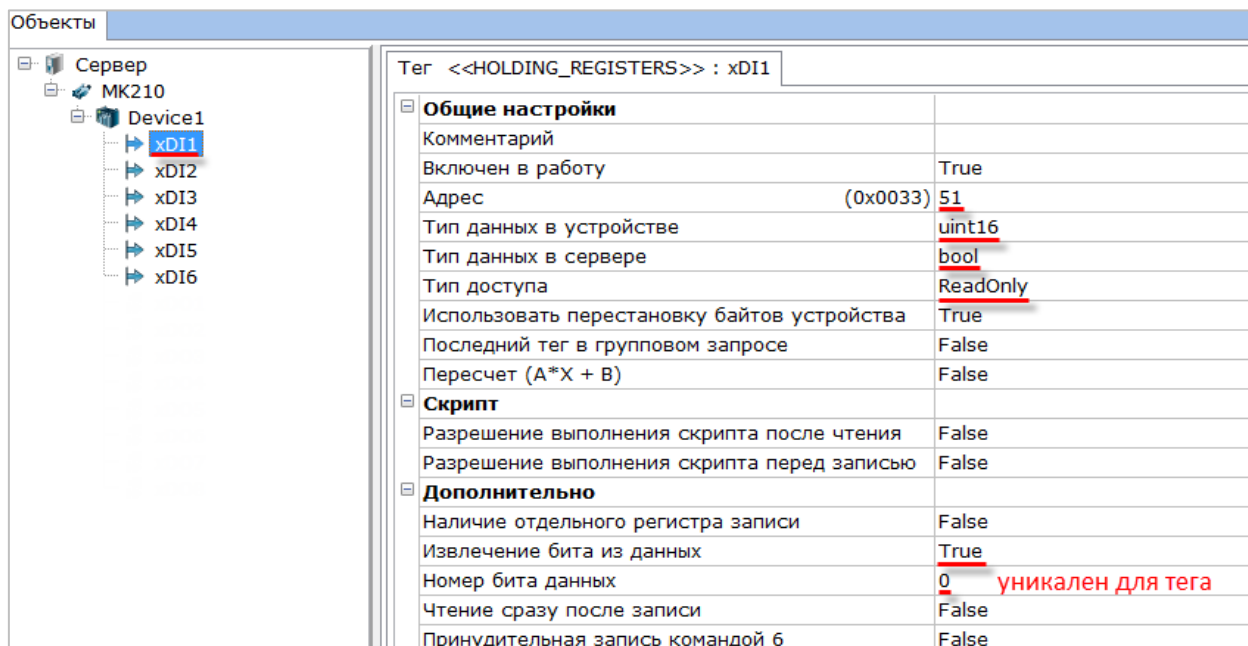 Объекты
Сервер
МК210
Device1
xDI1
xDI2
xDI3
xDI4
xDI5
xDI6
Тег <<HOLDING_REGISTERS>> : xDI1
Общие настройки
Комментарий
Включен в работу True
Адрес (0x0033) 51
Тип данных в устройстве uint16
Тип данных в сервере bool
Тип доступа ReadOnly
Использовать перестановку байтов устройства True
Последний тег в групповом запросе False
Пересчет (A*X + B) False
Скрипт
Разрешение выполнения скрипта после чтения False
Разрешение выполнения скрипта перед записью False
Дополнительно
Наличие отдельного регистра записи False
Извлечение бита из данных True
Номер бита данных 0 уникален для тега
Чтение сразу после записи False
Принудительная запись командой 6 False